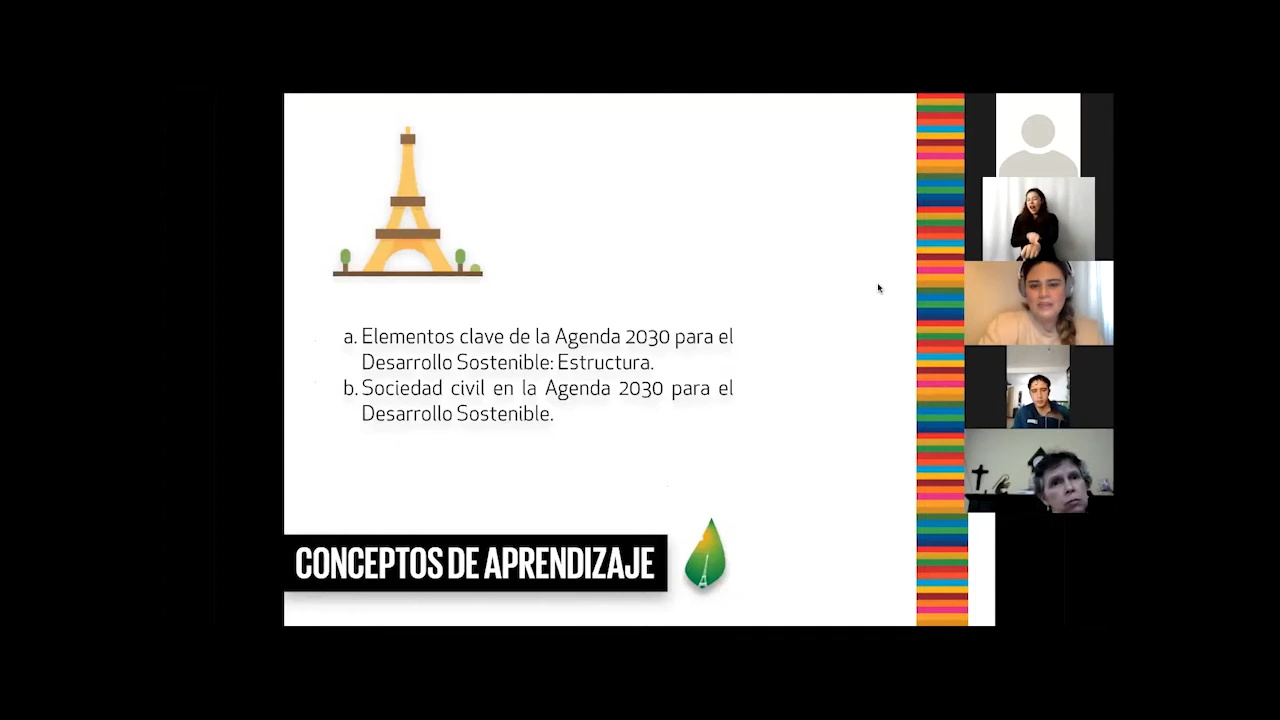 a. Elementos clave de la Agenda 2030 para el
Desarrollo Sostenible: Estructura.
b. Sociedad civil en la Agenda 2030 para el
Desarrollo Sostenible.
CONCEPTOS DE APRENDIZAJE